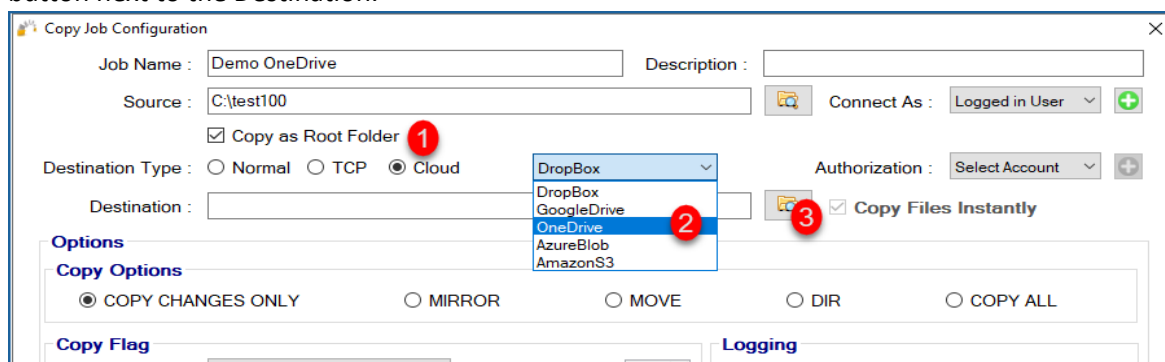 button next to the Destination.
Copy Job Configuration
Job Name : Demo OneDrive Description :
Source : C:\test100 Connect As : Logged in User
Copy as Root Folder 1
Destination Type : Normal TCP Cloud DropBox Authorization : Select Account
DropBox
Destination : GoogleDrive 3 Copy Files Instantly
OneDrive 2
Options
AzureBlob
Copy Options
AmazonS3
COPY CHANGES ONLY MIRROR MOVE DIR COPY ALL
Copy Flag Logging